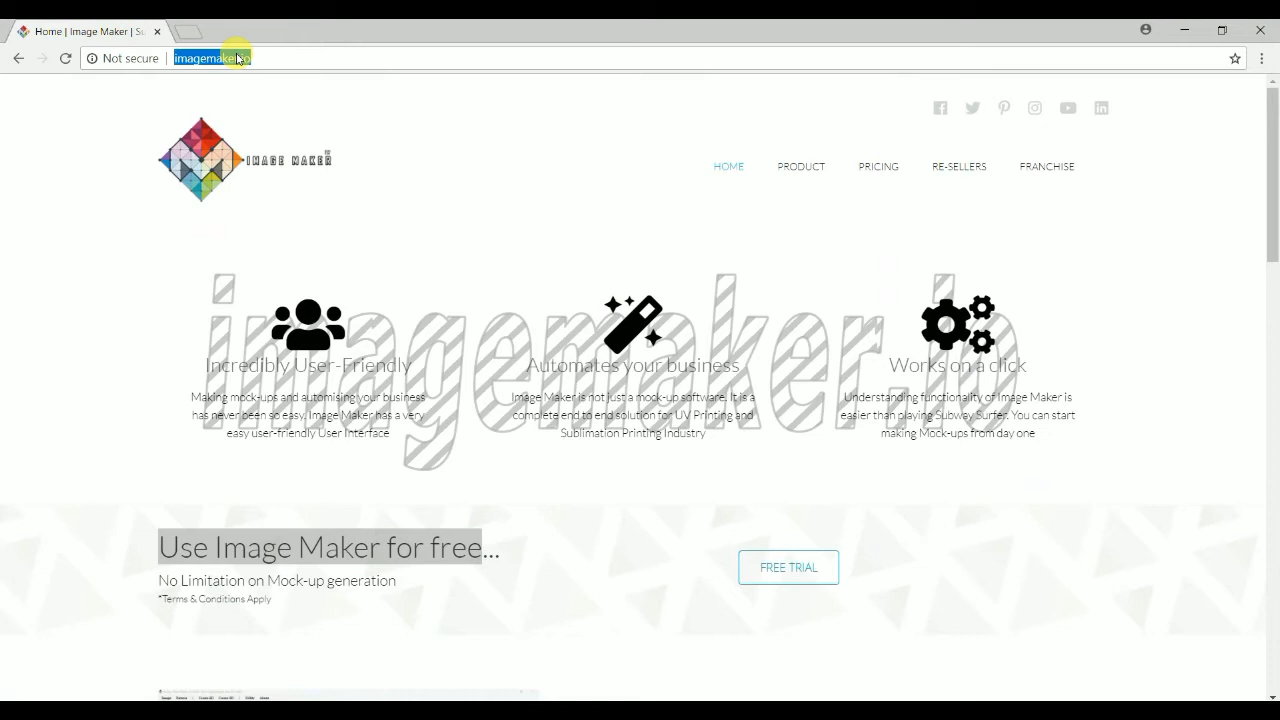 Home | Image Maker | Su
Not secure
imagemaker.io
IMAGE MAKER
HOME
PRODUCT
PRICING
RE-SELLERS
FRANCHISE
imagemaker.io
Incredibly User-Friendly
Making mock-ups and automising your business
has never been so easy. Image Maker has a very
easy user-friendly User Interface
Automates your business
Image Maker is not just a mock-up software. It is a
complete end to end solution for UV Printing and
Sublimation Printing Industry
Works on a click
Understanding functionality of Image Maker is
easier than playing Subway Surfer. You can start
making Mock-ups from day one
Use Image Maker for free...
No Limitation on Mock-up generation
*Terms & Conditions Apply
FREE TRIAL